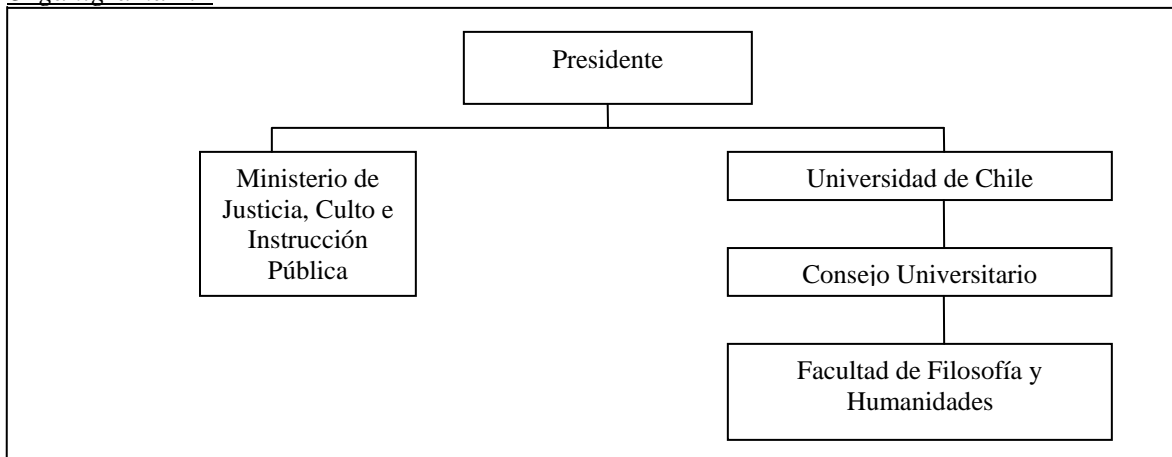 Presidente
Ministerio de
Justicia, Culto e
Instrucción
Pública
Universidad de Chile
Consejo Universitario
Facultad de Filosofía y
Humanidades